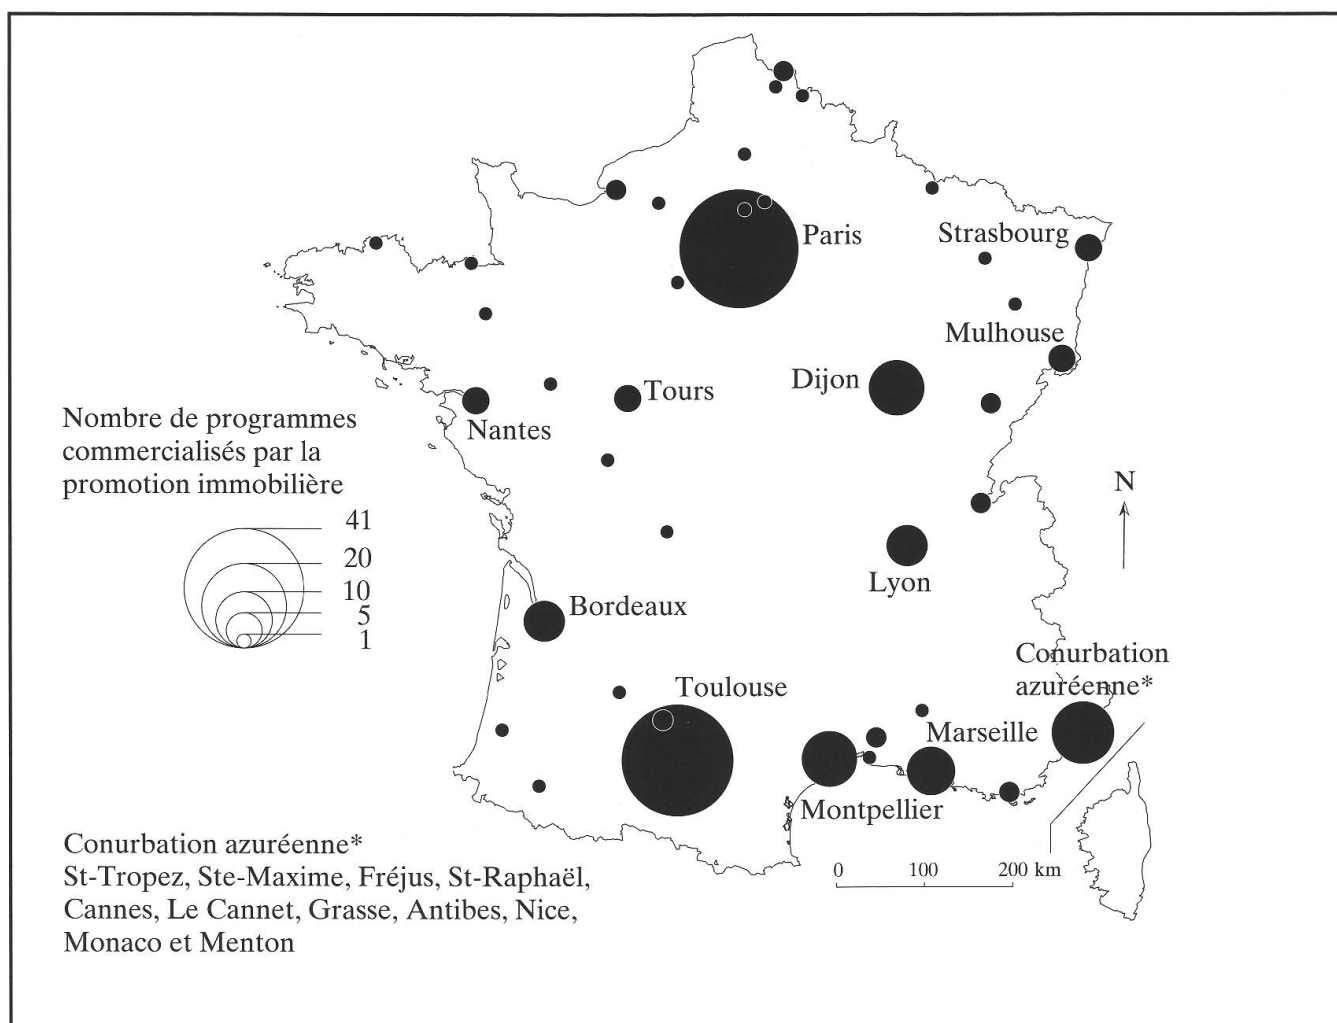 Paris
Strasbourg
Mulhouse
Dijon
Tours
Nantes
Nombre de programmes
commercialisés par la
promotion immobilière
41
20
10
5
1
N
Lyon
Bordeaux
Conurbation
azuréenne*
Toulouse
Marseille
Montpellier
0 100 200 km
Conurbation azuréenne*
St-Tropez, Ste-Maxime, Fréjus, St-Raphaël,
Cannes, Le Cannet, Grasse, Antibes, Nice,
Monaco et Menton